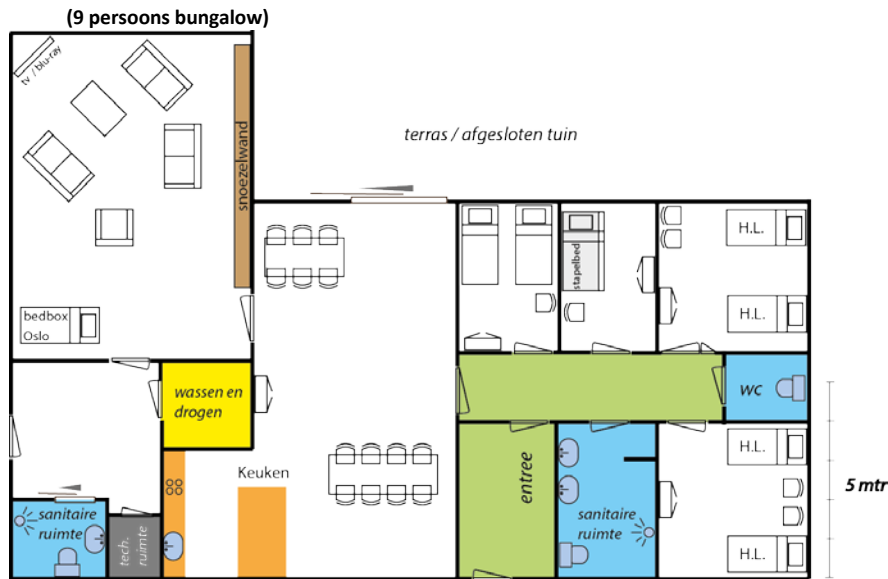 (9 persoons bungalow)
tv / blu-ray
snoezelwand
terras / afgesloten tuin
stapelbed
H.L.
H.L.
bedbox
Oslo
wassen en
drogen
wc
Keuken
entree
H.L.
5 mtr
sanitaire
ruimte
tech.
ruimte
sanitaire
ruimte
H.L.